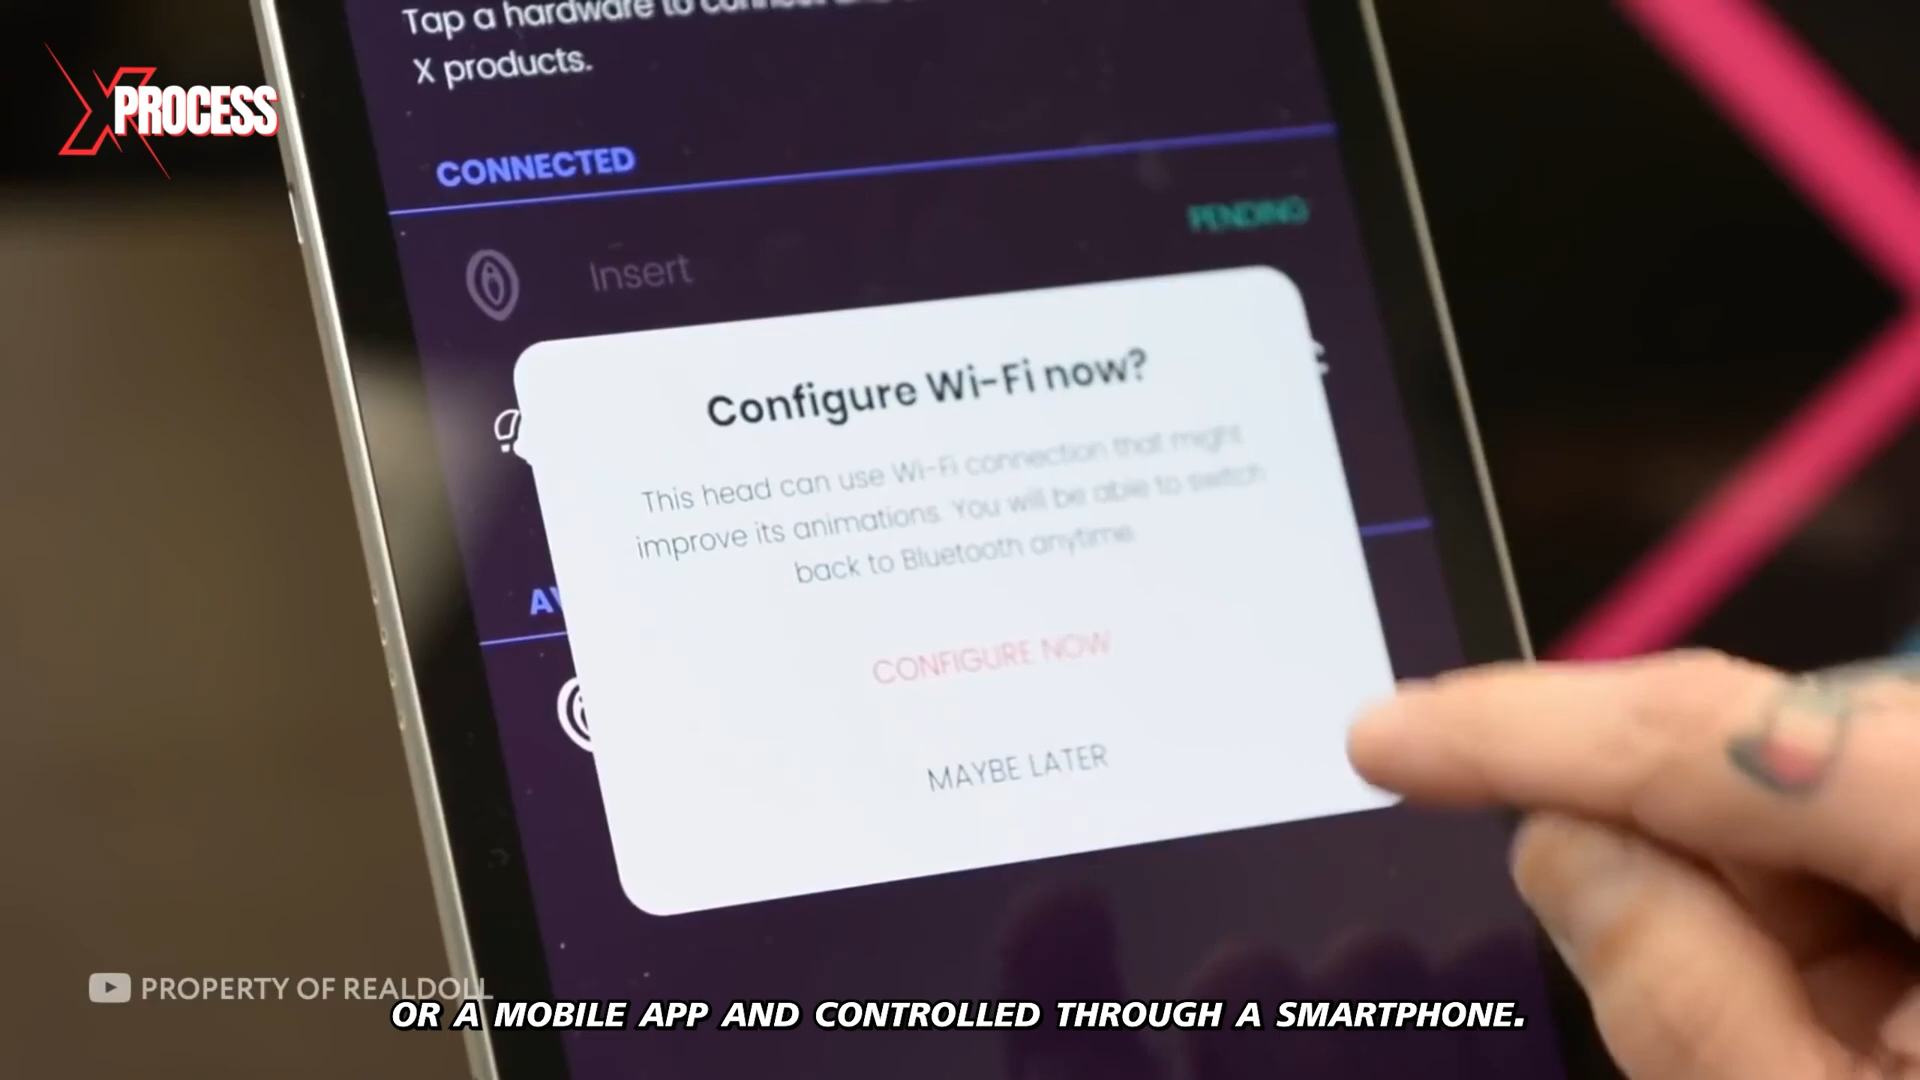 Tap a hardware to connect
X products.
PROCESS
CONNECTED
PENDING
Insert
Configure Wi-Fi now?
This head can use Wi-Fi connection that might
improve its animations. You will be able to switch
back to Bluetooth anytime.
AV
CONFIGURE NOW
MAYBE LATER
PROPERTY OF REALDOLL
OR A MOBILE APP AND CONTROLLED THROUGH A SMARTPHONE.